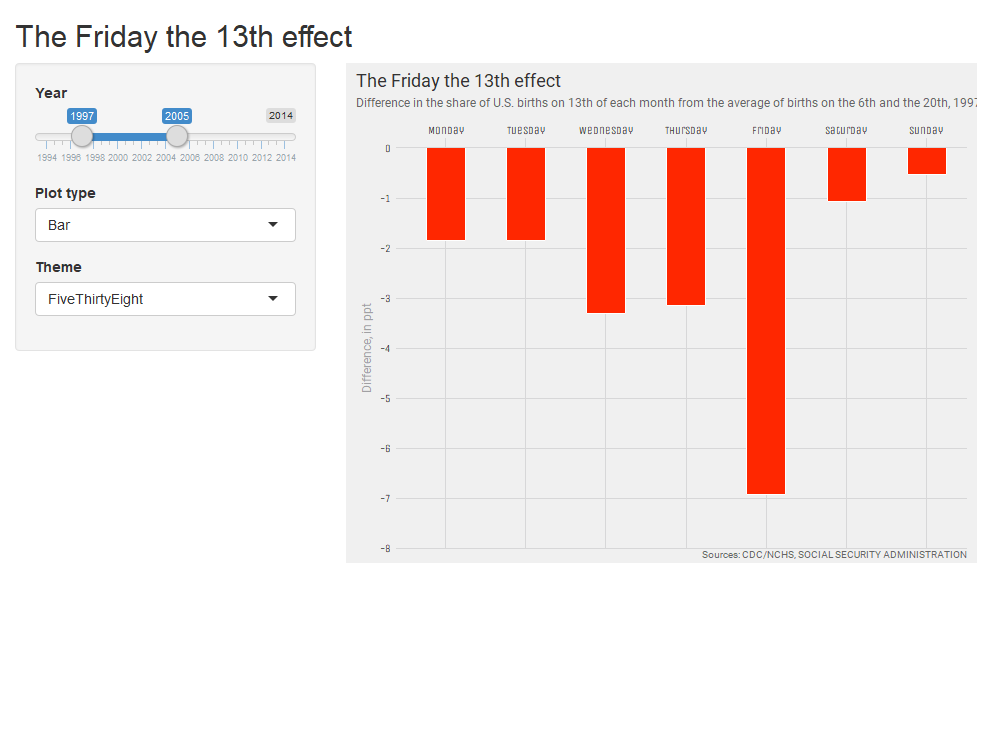 The Friday the 13th effect
Year
1997 2005 2014
1994 1996 1998 2000 2002 2004 2006 2008 2010 2012 2014
Plot type
Bar
Theme
FiveThirtyEight
The Friday the 13th effect
Difference in the share of U.S. births on 13th of each month from the average of births on the 6th and the 20th, 1997
Monday Tuesday Wednesday Thursday Friday Saturday Sunday
0
-1
-2
-3
-4
-5
-6
-7
-8
Difference, in ppt
Sources: CDC/NCHS, SOCIAL SECURITY ADMINISTRATION